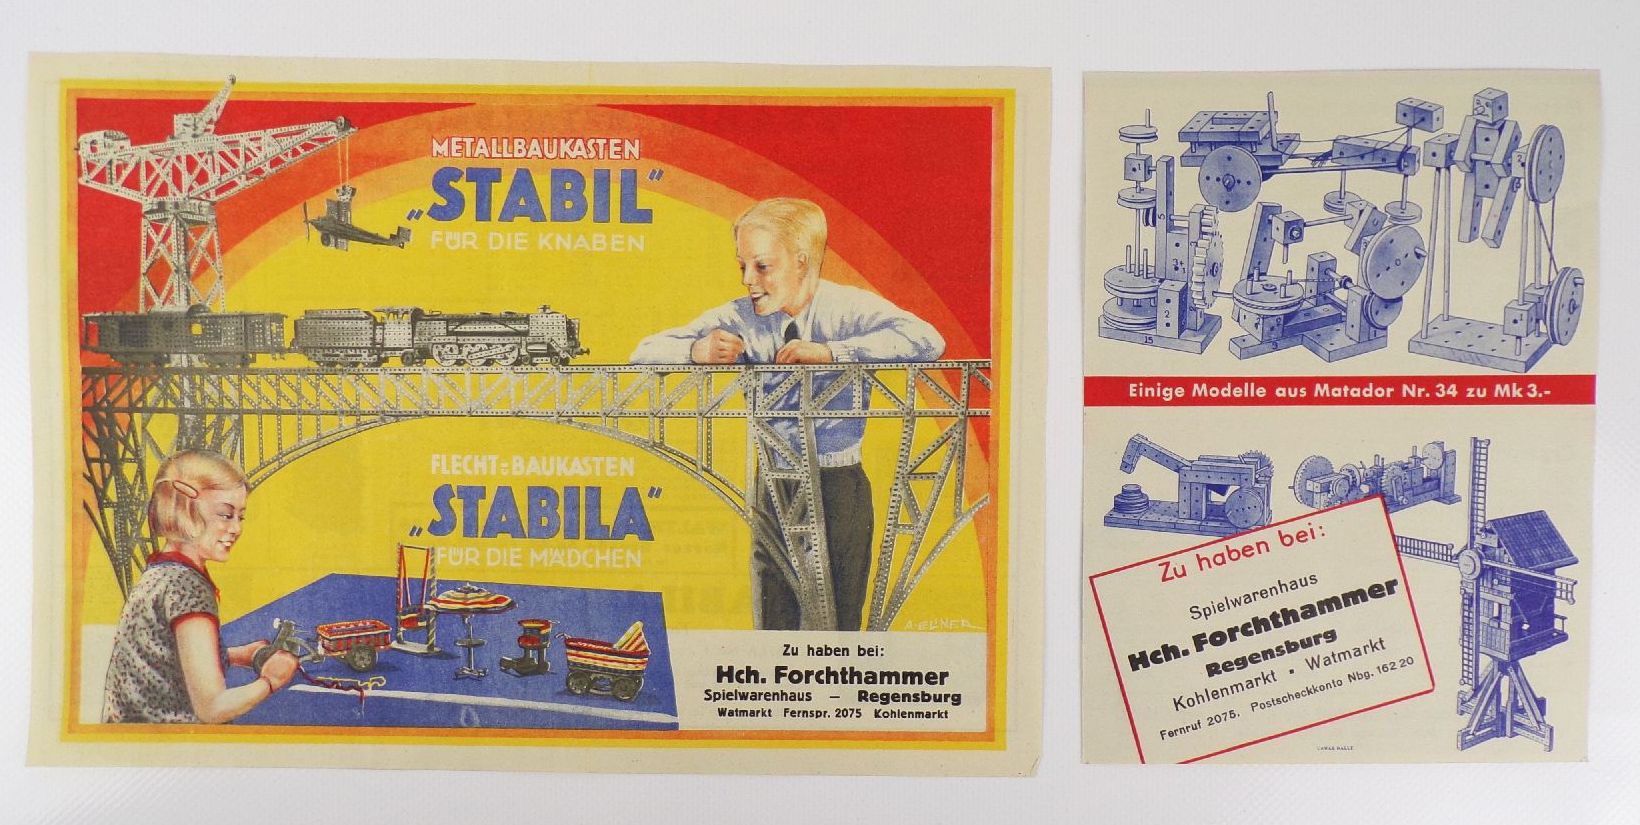 METALLBAUKASTEN
„STABIL"
FÜR DIE KNABEN
FLECHT-BAUKASTEN
„STABILA"
FÜR DIE MÄDCHEN
Zu haben bei:
Hch. Forchthammer
Spielwarenhaus — Regensburg
Watmarkt Fernspr. 2075 Kohlenmarkt
Einige Modelle aus Matador Nr. 34 zu Mk 3.-
Zu haben bei:
Spielwarenhaus
Hch. Forchthammer
Regensburg
Kohlenmarkt • Watmarkt
Fernruf 2075. Postscheckkonto Nbg. 162 20